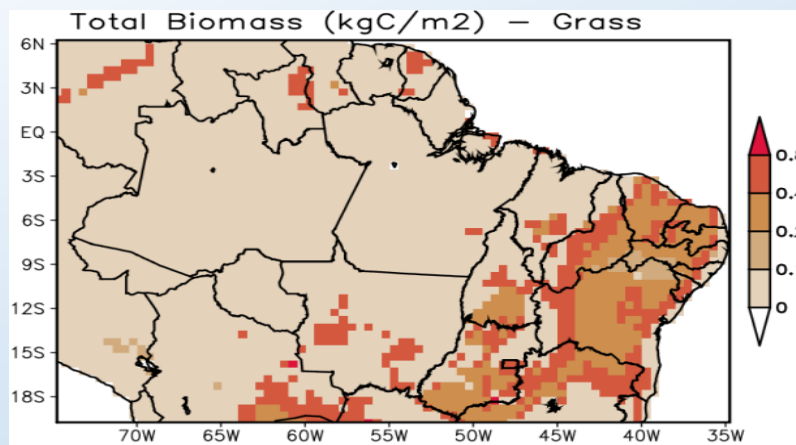 Total Biomass (kgC/m2) – Grass
6N
3N
EQ
3S
6S
9S
12S
15S
18S
70W
65W
60W
55W
50W
45W
40W
35W
0